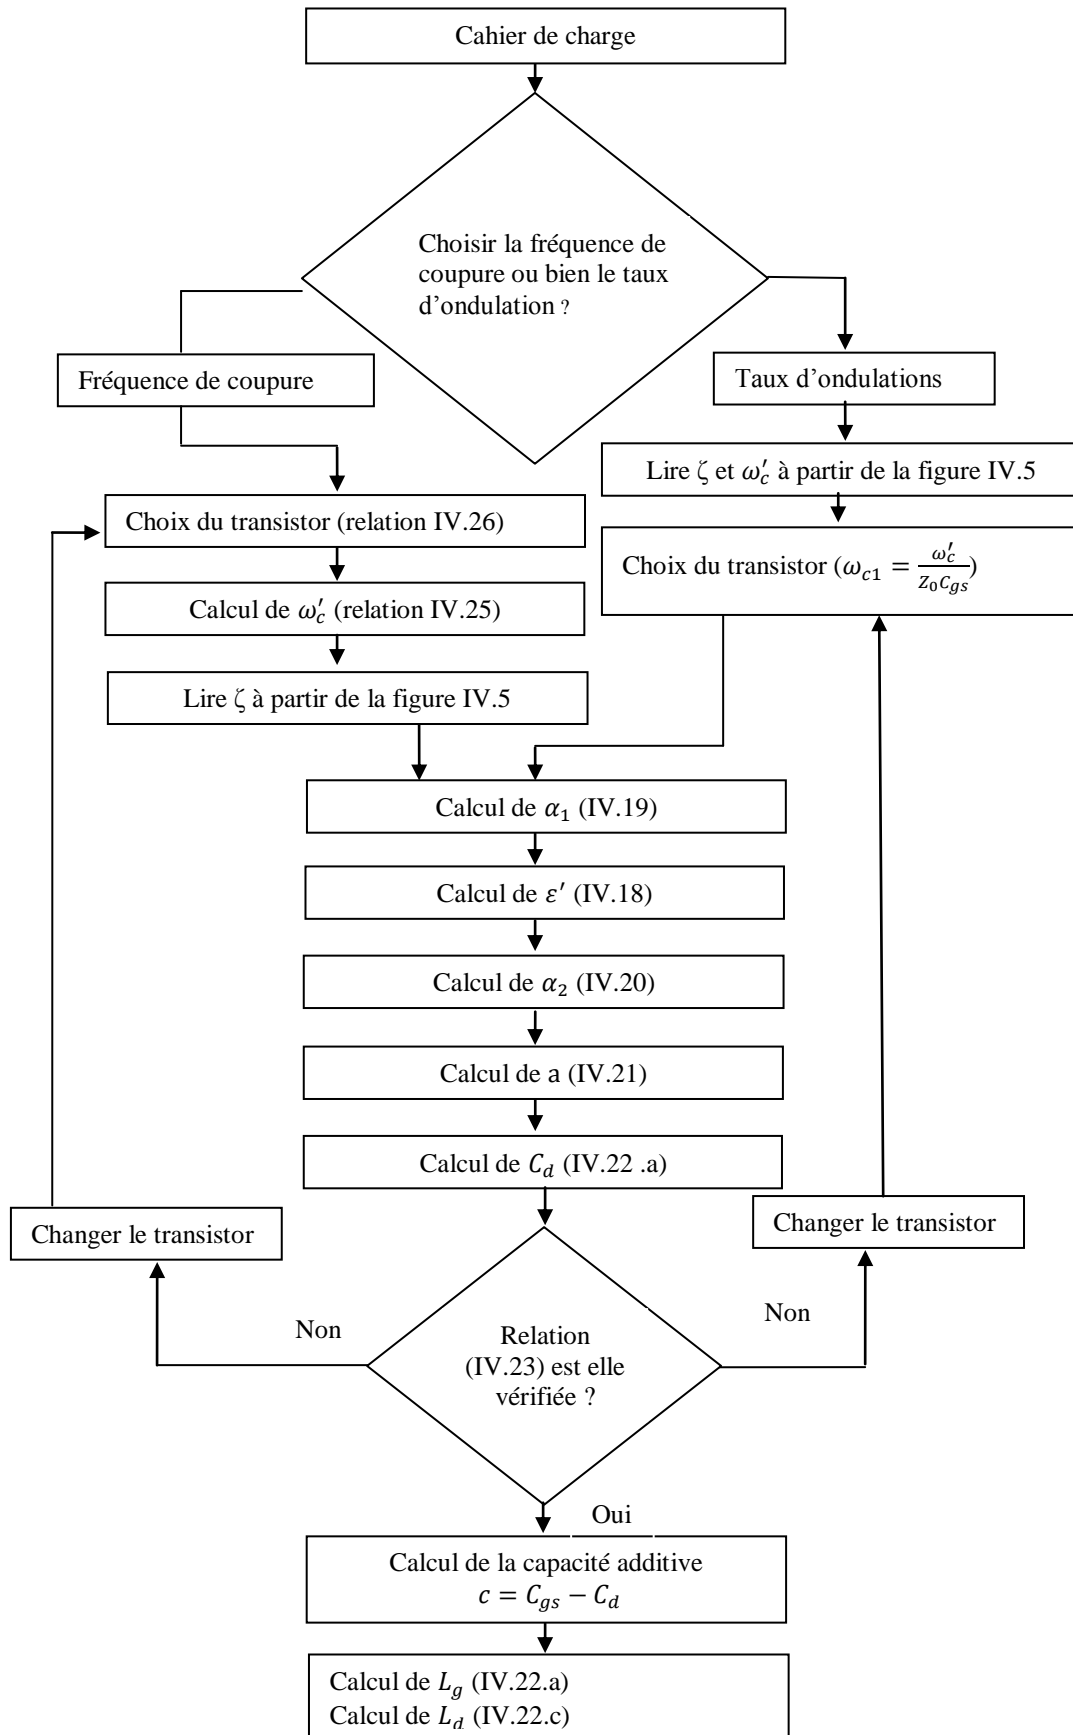 Cahier de charge
Choisir la fréquence de
coupure ou bien le taux
d’ondulation ?
Fréquence de coupure
Taux d’ondulations
Lire ζ et ω′c à partir de la figure IV.5
Choix du transistor (relation IV.26)
Choix du transistor (ωc1 = ω′c / Z0Cgs)
Calcul de ω′c (relation IV.25)
Lire ζ à partir de la figure IV.5
Calcul de α1 (IV.19)
Calcul de ε′ (IV.18)
Calcul de α2 (IV.20)
Calcul de a (IV.21)
Calcul de Cd (IV.22 .a)
Changer le transistor
Changer le transistor
Non
Non
Relation
(IV.23) est elle
vérifiée ?
Oui
Calcul de la capacité additive
c = Cgs − Cd
Calcul de Lg (IV.22.a)
Calcul de Ld (IV.22.c)